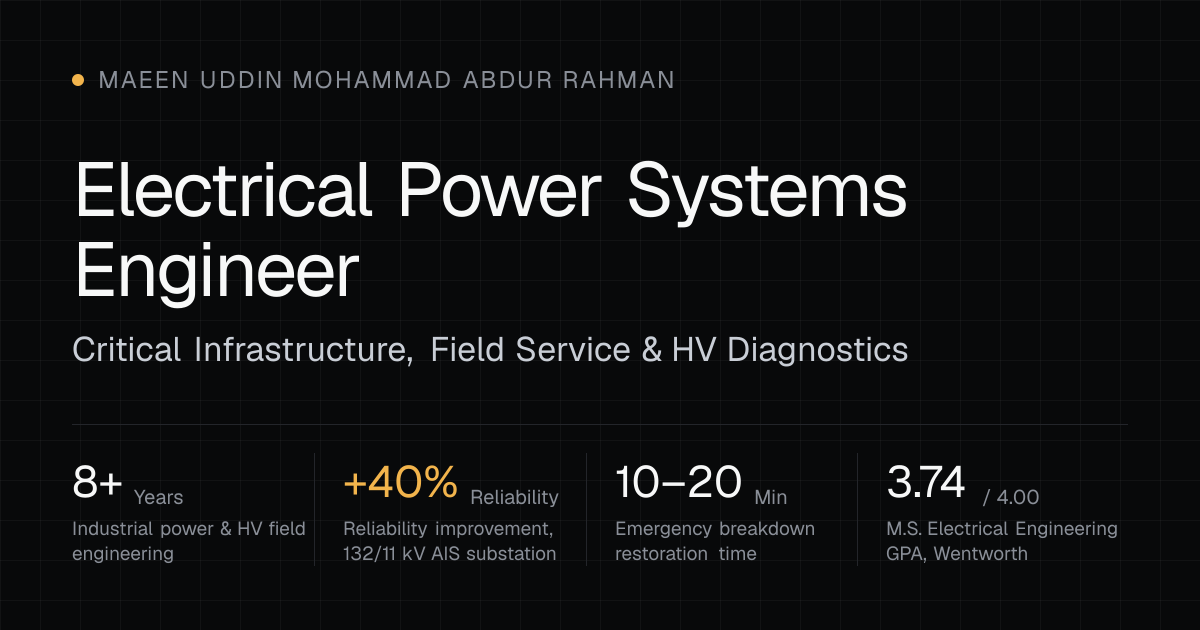 MAEEN UDDIN MOHAMMAD ABDUR RAHMAN
Electrical Power Systems
Engineer
Critical Infrastructure, Field Service & HV Diagnostics
8+ Years
Industrial power & HV field
engineering
+40% Reliability
Reliability improvement,
132/11 kV AIS substation
10–20 Min
Emergency breakdown
restoration time
3.74 / 4.00
M.S. Electrical Engineering
GPA, Wentworth